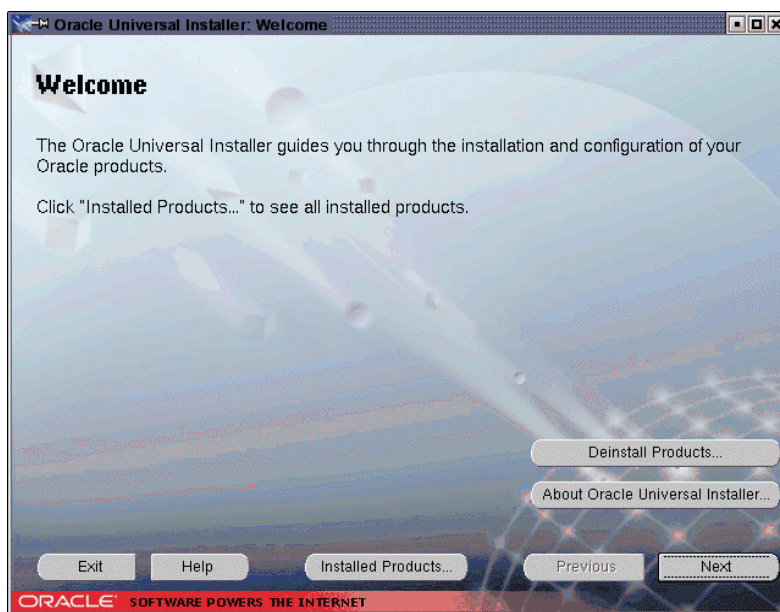 Oracle Universal Installer: Welcome
Welcome
The Oracle Universal Installer guides you through the installation and configuration of your
Oracle products.
Click "Installed Products..." to see all installed products.
Deinstall Products...
About Oracle Universal Installer...
Exit
Help
Installed Products...
Previous
Next
ORACLE SOFTWARE POWERS THE INTERNET